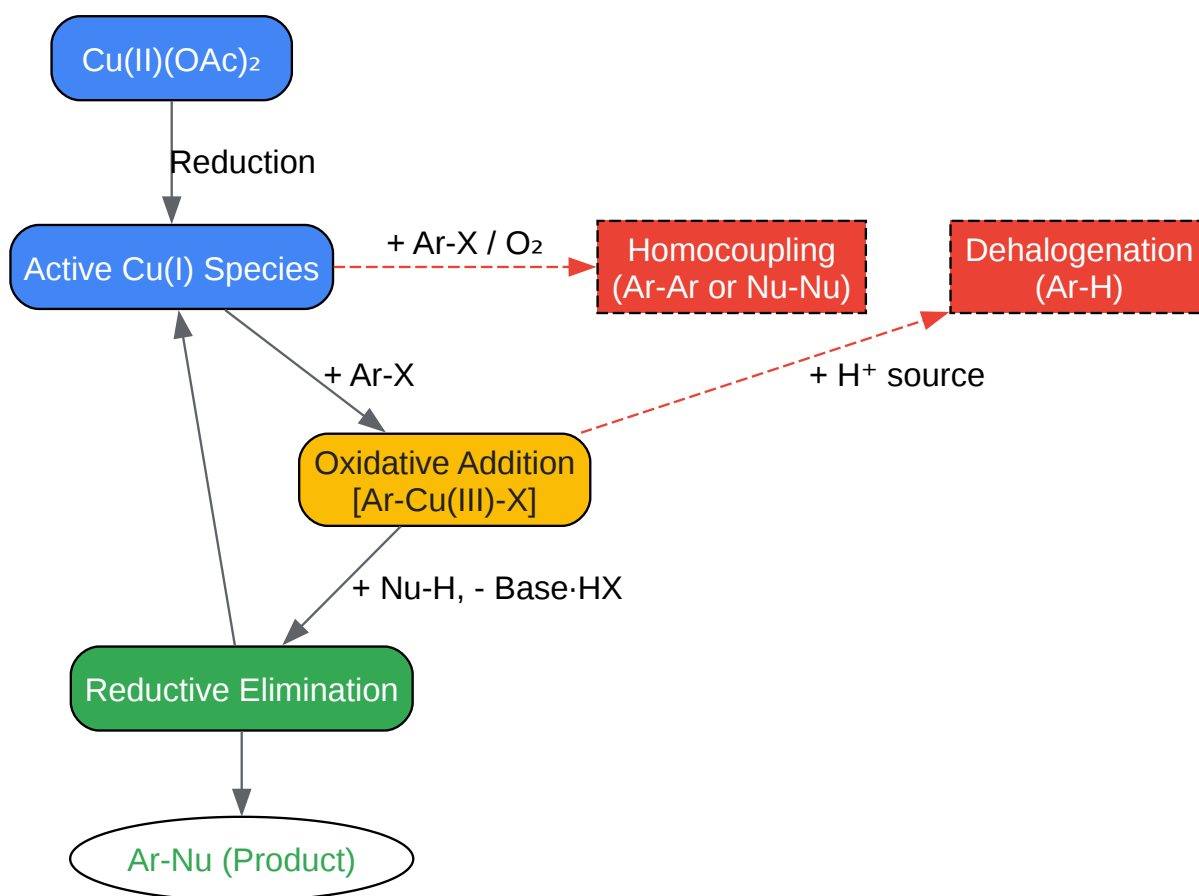 Cu(II)(OAc)₂
Reduction
Active Cu(I) Species
+ Ar-X / O₂
Homocoupling
(Ar-Ar or Nu-Nu)
Dehalogenation
(Ar-H)
+ Ar-X
+ H⁺ source
Oxidative Addition
[Ar-Cu(III)-X]
+ Nu-H, - Base·HX
Reductive Elimination
Ar-Nu (Product)